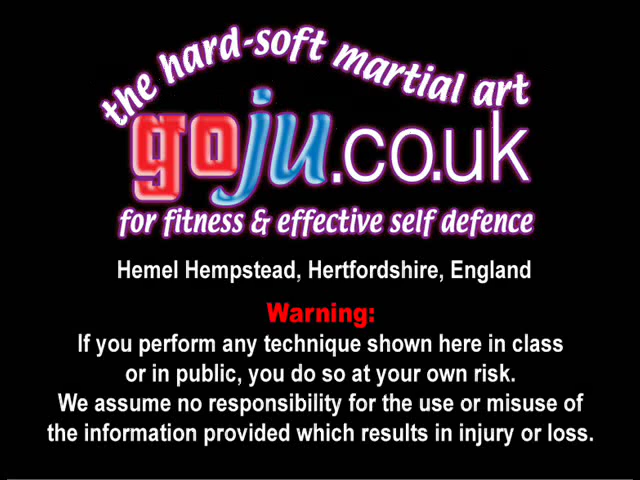 the hard-soft martial art
goju.co.uk
for fitness & effective self defence
Hemel Hempstead, Hertfordshire, England
Warning:
If you perform any technique shown here in class
or in public, you do so at your own risk.
We assume no responsibility for the use or misuse of
the information provided which results in injury or loss.